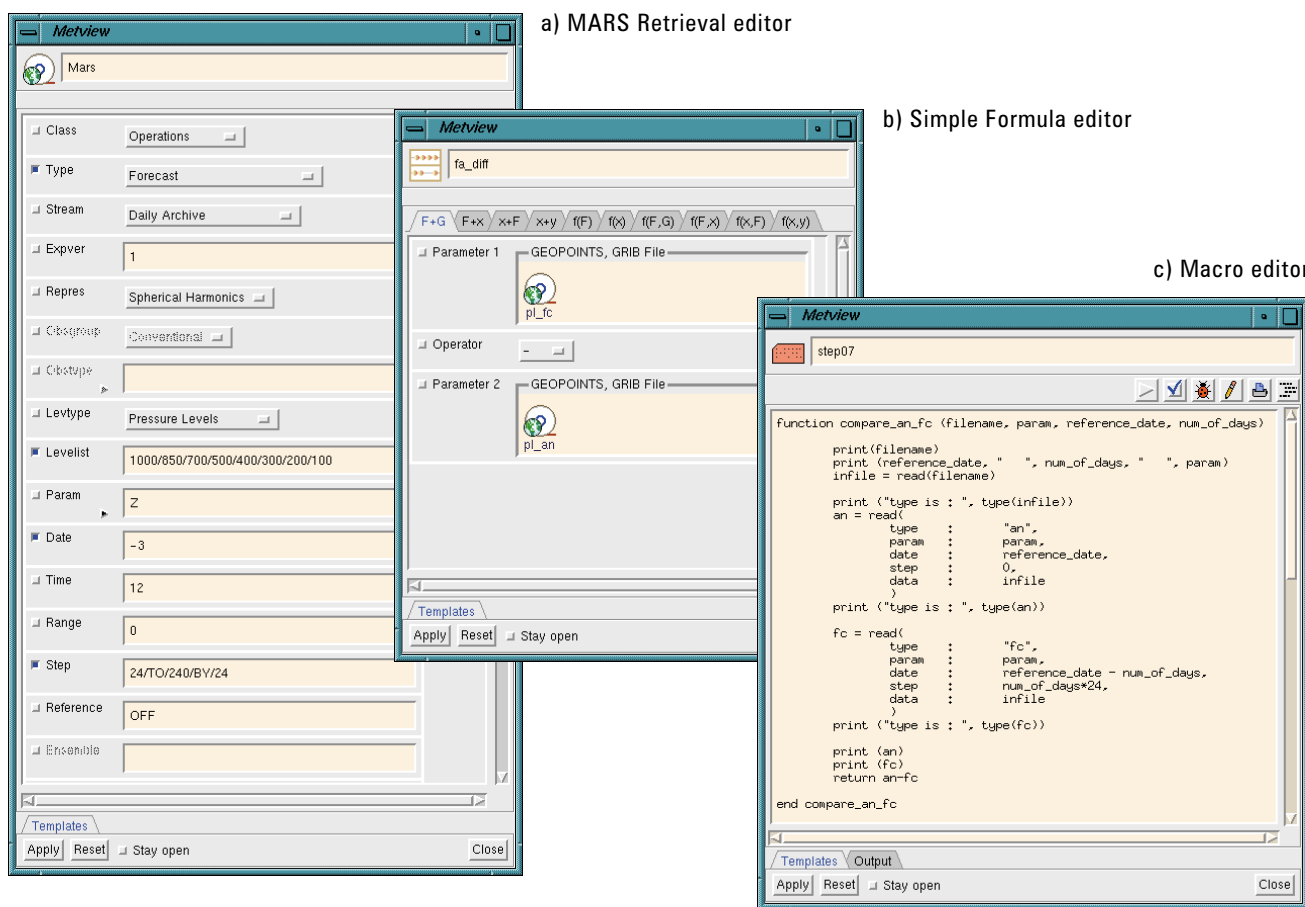 a) MARS Retrieval editor
Metview
Mars
Class Operations
Type Forecast
Stream Daily Archive
Expver 1
Repres Spherical Harmonics
Obsgroup Conventional
Obstype
Levtype Pressure Levels
Levelist 1000/850/700/500/400/300/200/100
Param Z
Date -3
Time 12
Range 0
Step 24/TO/240/BY/24
Reference OFF
Ensemble
Templates
Apply Reset Stay open Close
b) Simple Formula editor
Metview
fa_diff
F+G F+x x+F x+y f(F) f(x) f(F,G) f(F,x) f(x,F) f(x,y)
Parameter 1 GEOPOINTS, GRIB File
pl_fc
Operator -
Parameter 2 GEOPOINTS, GRIB File
pl_an
Templates
Apply Reset Stay open
c) Macro editor
Metview
step07
function compare_an_fc (filename, param, reference_date, num_of_days)
print(filename)
print (reference_date, "   ", num_of_days, "   ", param)
infile = read(filename)
print ("type is : ", type(infile))
an = read(
type : "an",
param : param,
date : reference_date,
step : 0,
data : infile
)
print ("type is : ", type(an))
fc = read(
type : "fc",
param : param,
date : reference_date - num_of_days,
step : num_of_days*24,
data : infile
)
print ("type is : ", type(fc))
print (an)
print (fc)
return an-fc
end compare_an_fc
Templates Output
Apply Reset Stay open Close